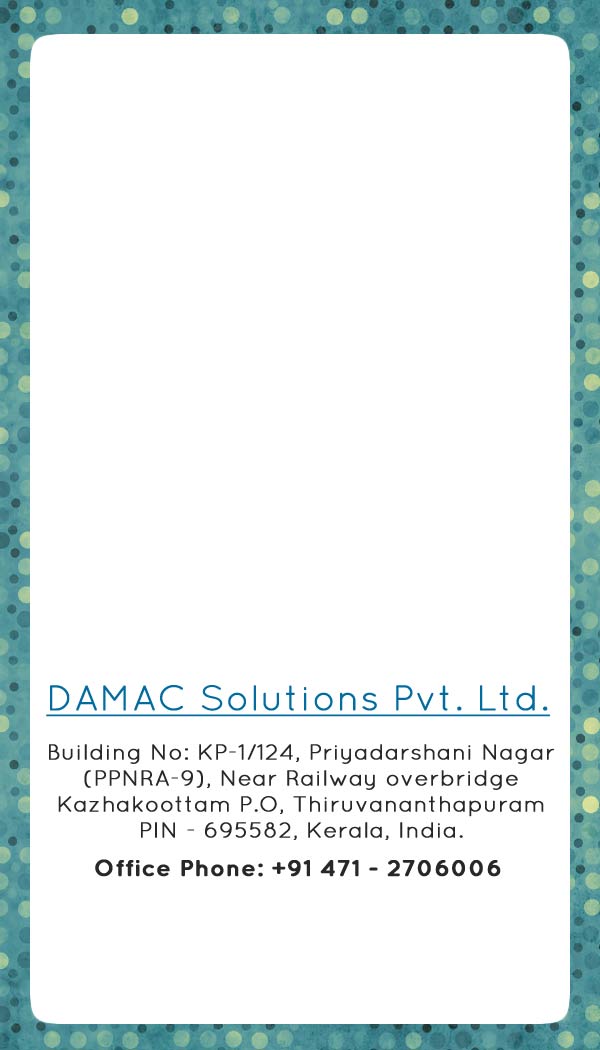 DAMAC Solutions Pvt. Ltd.
Building No: KP-1/124, Priyadarshani Nagar
(PPNRA-9), Near Railway overbridge
Kazhakoottam P.O, Thiruvananthapuram
PIN - 695582, Kerala, India.
Office Phone: +91 471 - 2706006